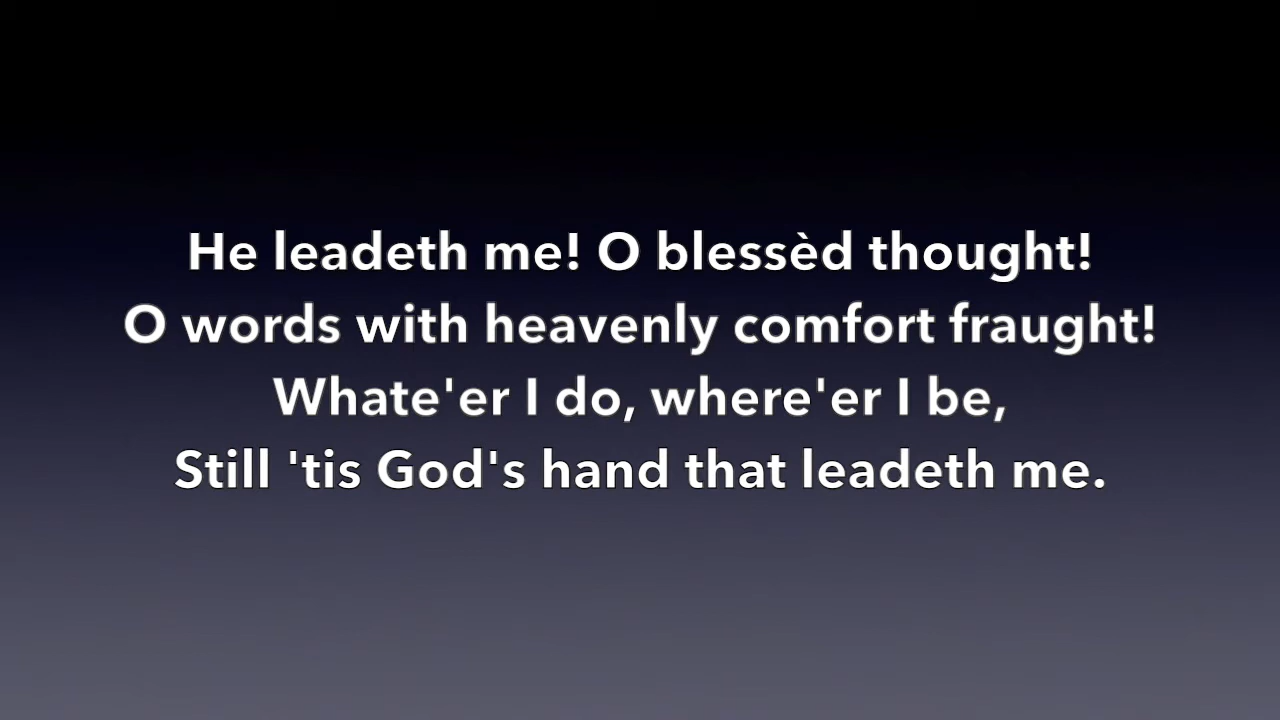 He leadeth me! O blessèd thought!
O words with heavenly comfort fraught!
Whate'er I do, where'er I be,
Still 'tis God's hand that leadeth me.